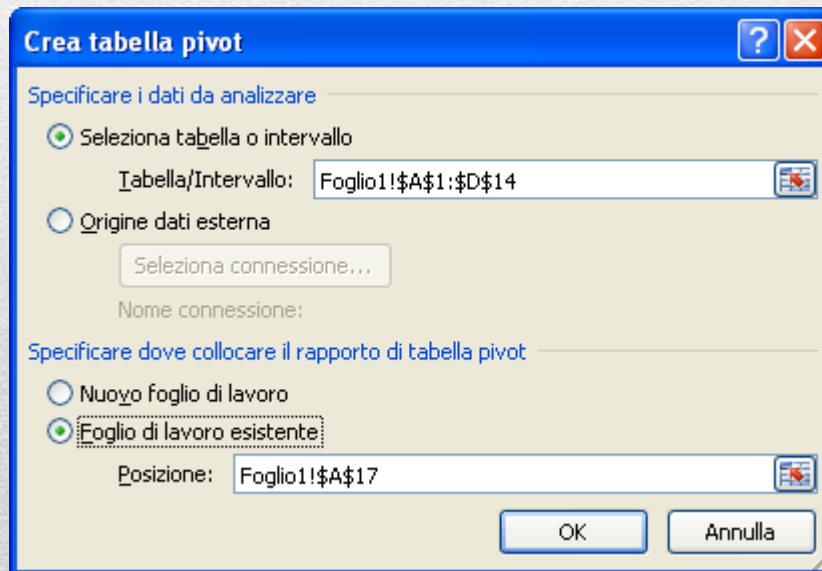 Crea tabella pivot
Specificare i dati da analizzare
Seleziona tabella o intervallo
Tabella/Intervallo: Foglio1!$A$1:$D$14
Origine dati esterna
Seleziona connessione...
Nome connessione:
Specificare dove collocare il rapporto di tabella pivot
Nuovo foglio di lavoro
Foglio di lavoro esistente
Posizione: Foglio1!$A$17
OK Annulla